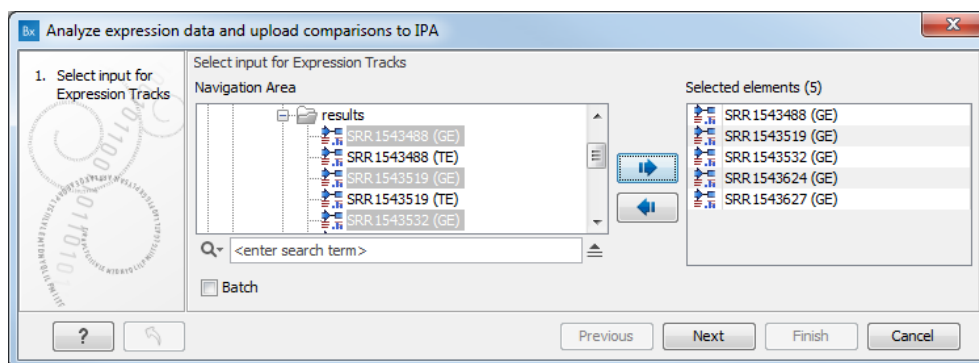 Bx Analyze expression data and upload comparisons to IPA
1. Select input for
Expression Tracks
Select input for Expression Tracks
Navigation Area
results
SRR1543488 (GE)
SRR1543488 (TE)
SRR1543519 (GE)
SRR1543519 (TE)
SRR1543532 (GE)
<enter search term>
Batch
Selected elements (5)
SRR1543488 (GE)
SRR1543519 (GE)
SRR1543532 (GE)
SRR1543624 (GE)
SRR1543627 (GE)
?
Previous
Next
Finish
Cancel